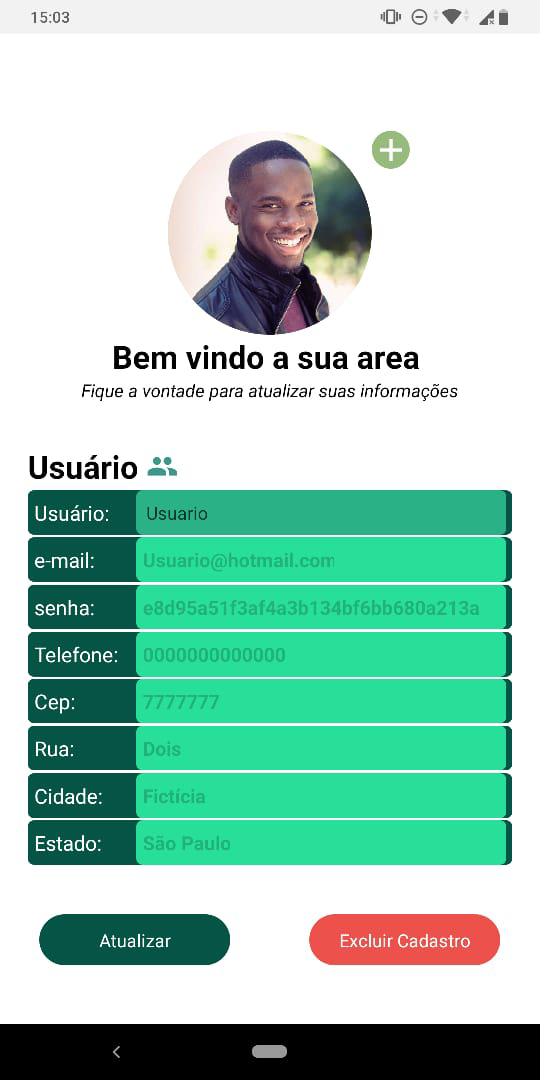 15:03
Bem vindo a sua area
Fique a vontade para atualizar suas informações
Usuário
Usuário: Usuario
e-mail: Usuario@hotmail.com
senha: e8d95a51f3af4a3b134bf6bb680a213a
Telefone: 0000000000000
Cep: 7777777
Rua: Dois
Cidade: Fictícia
Estado: São Paulo
Atualizar Excluir Cadastro